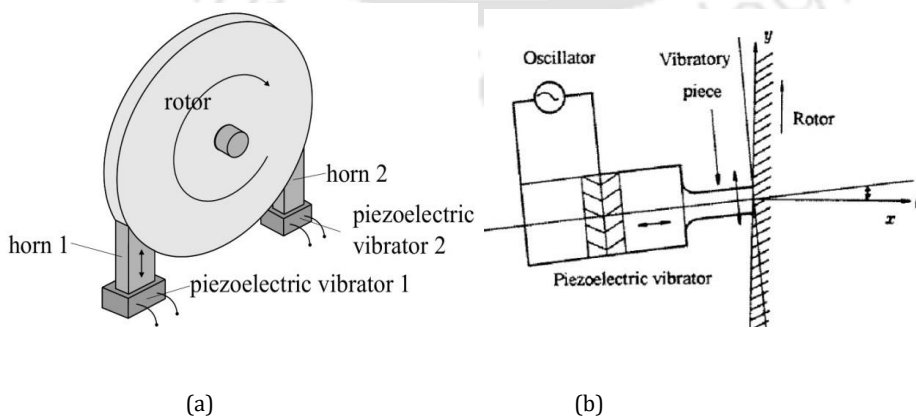 rotor
horn 2
piezoelectric
vibrator 2
horn 1
piezoelectric vibrator 1
(a)
Oscillator
Vibratory
piece
y
Rotor
x
Piezoelectric vibrator
(b)